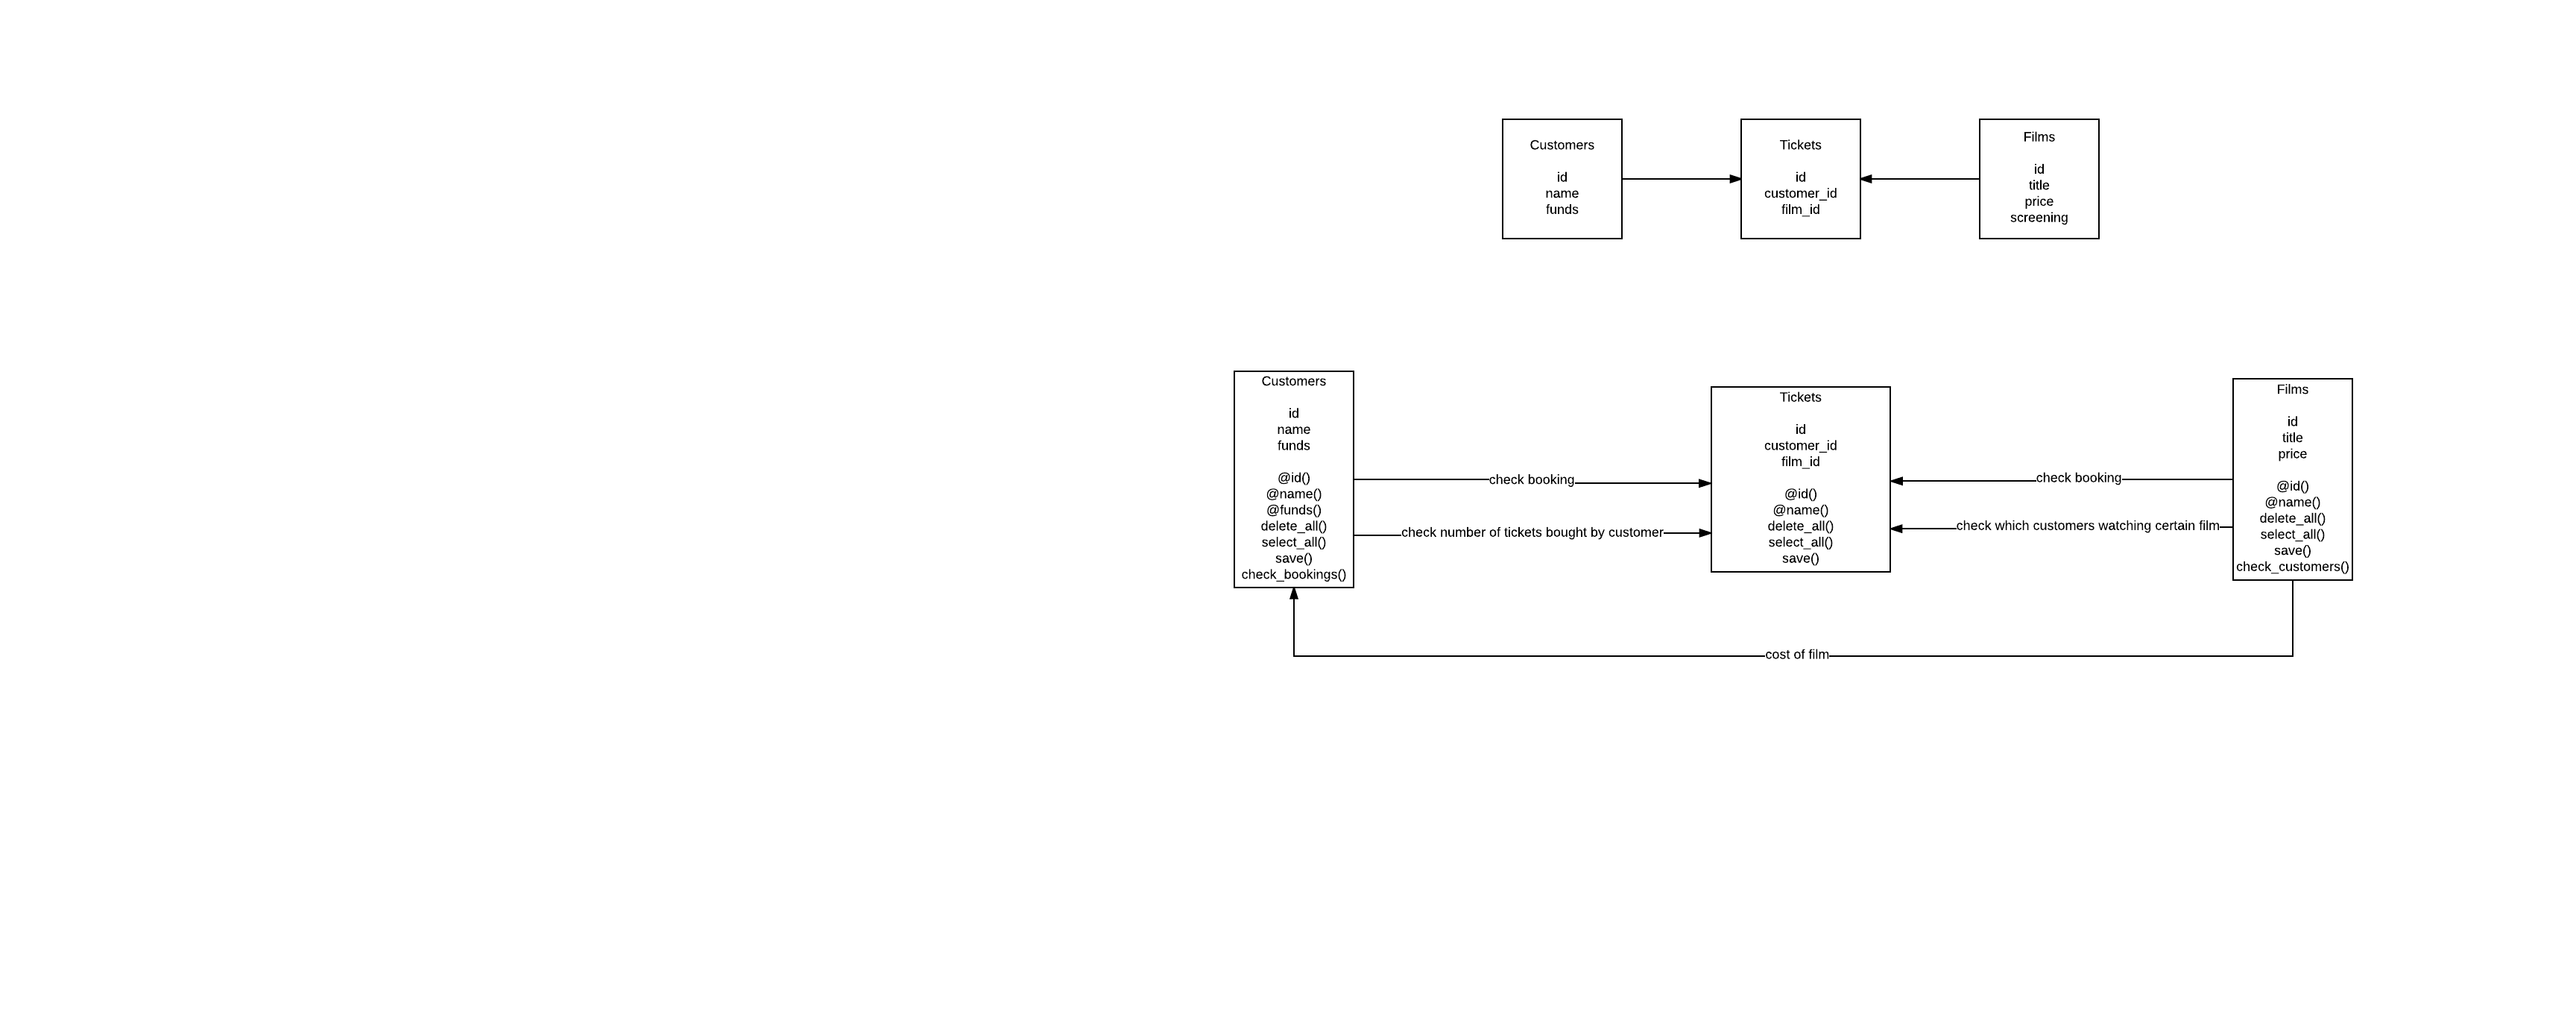 Customers
id
name
funds
Tickets
id
customer_id
film_id
Films
id
title
price
screening
Customers
id
name
funds
@id()
@name()
@funds()
delete_all()
select_all()
save()
check_bookings()
check booking
check number of tickets bought by customer
Tickets
id
customer_id
film_id
@id()
@name()
delete_all()
select_all()
save()
check booking
check which customers watching certain film
Films
id
title
price
@id()
@name()
delete_all()
select_all()
save()
check_customers()
cost of film